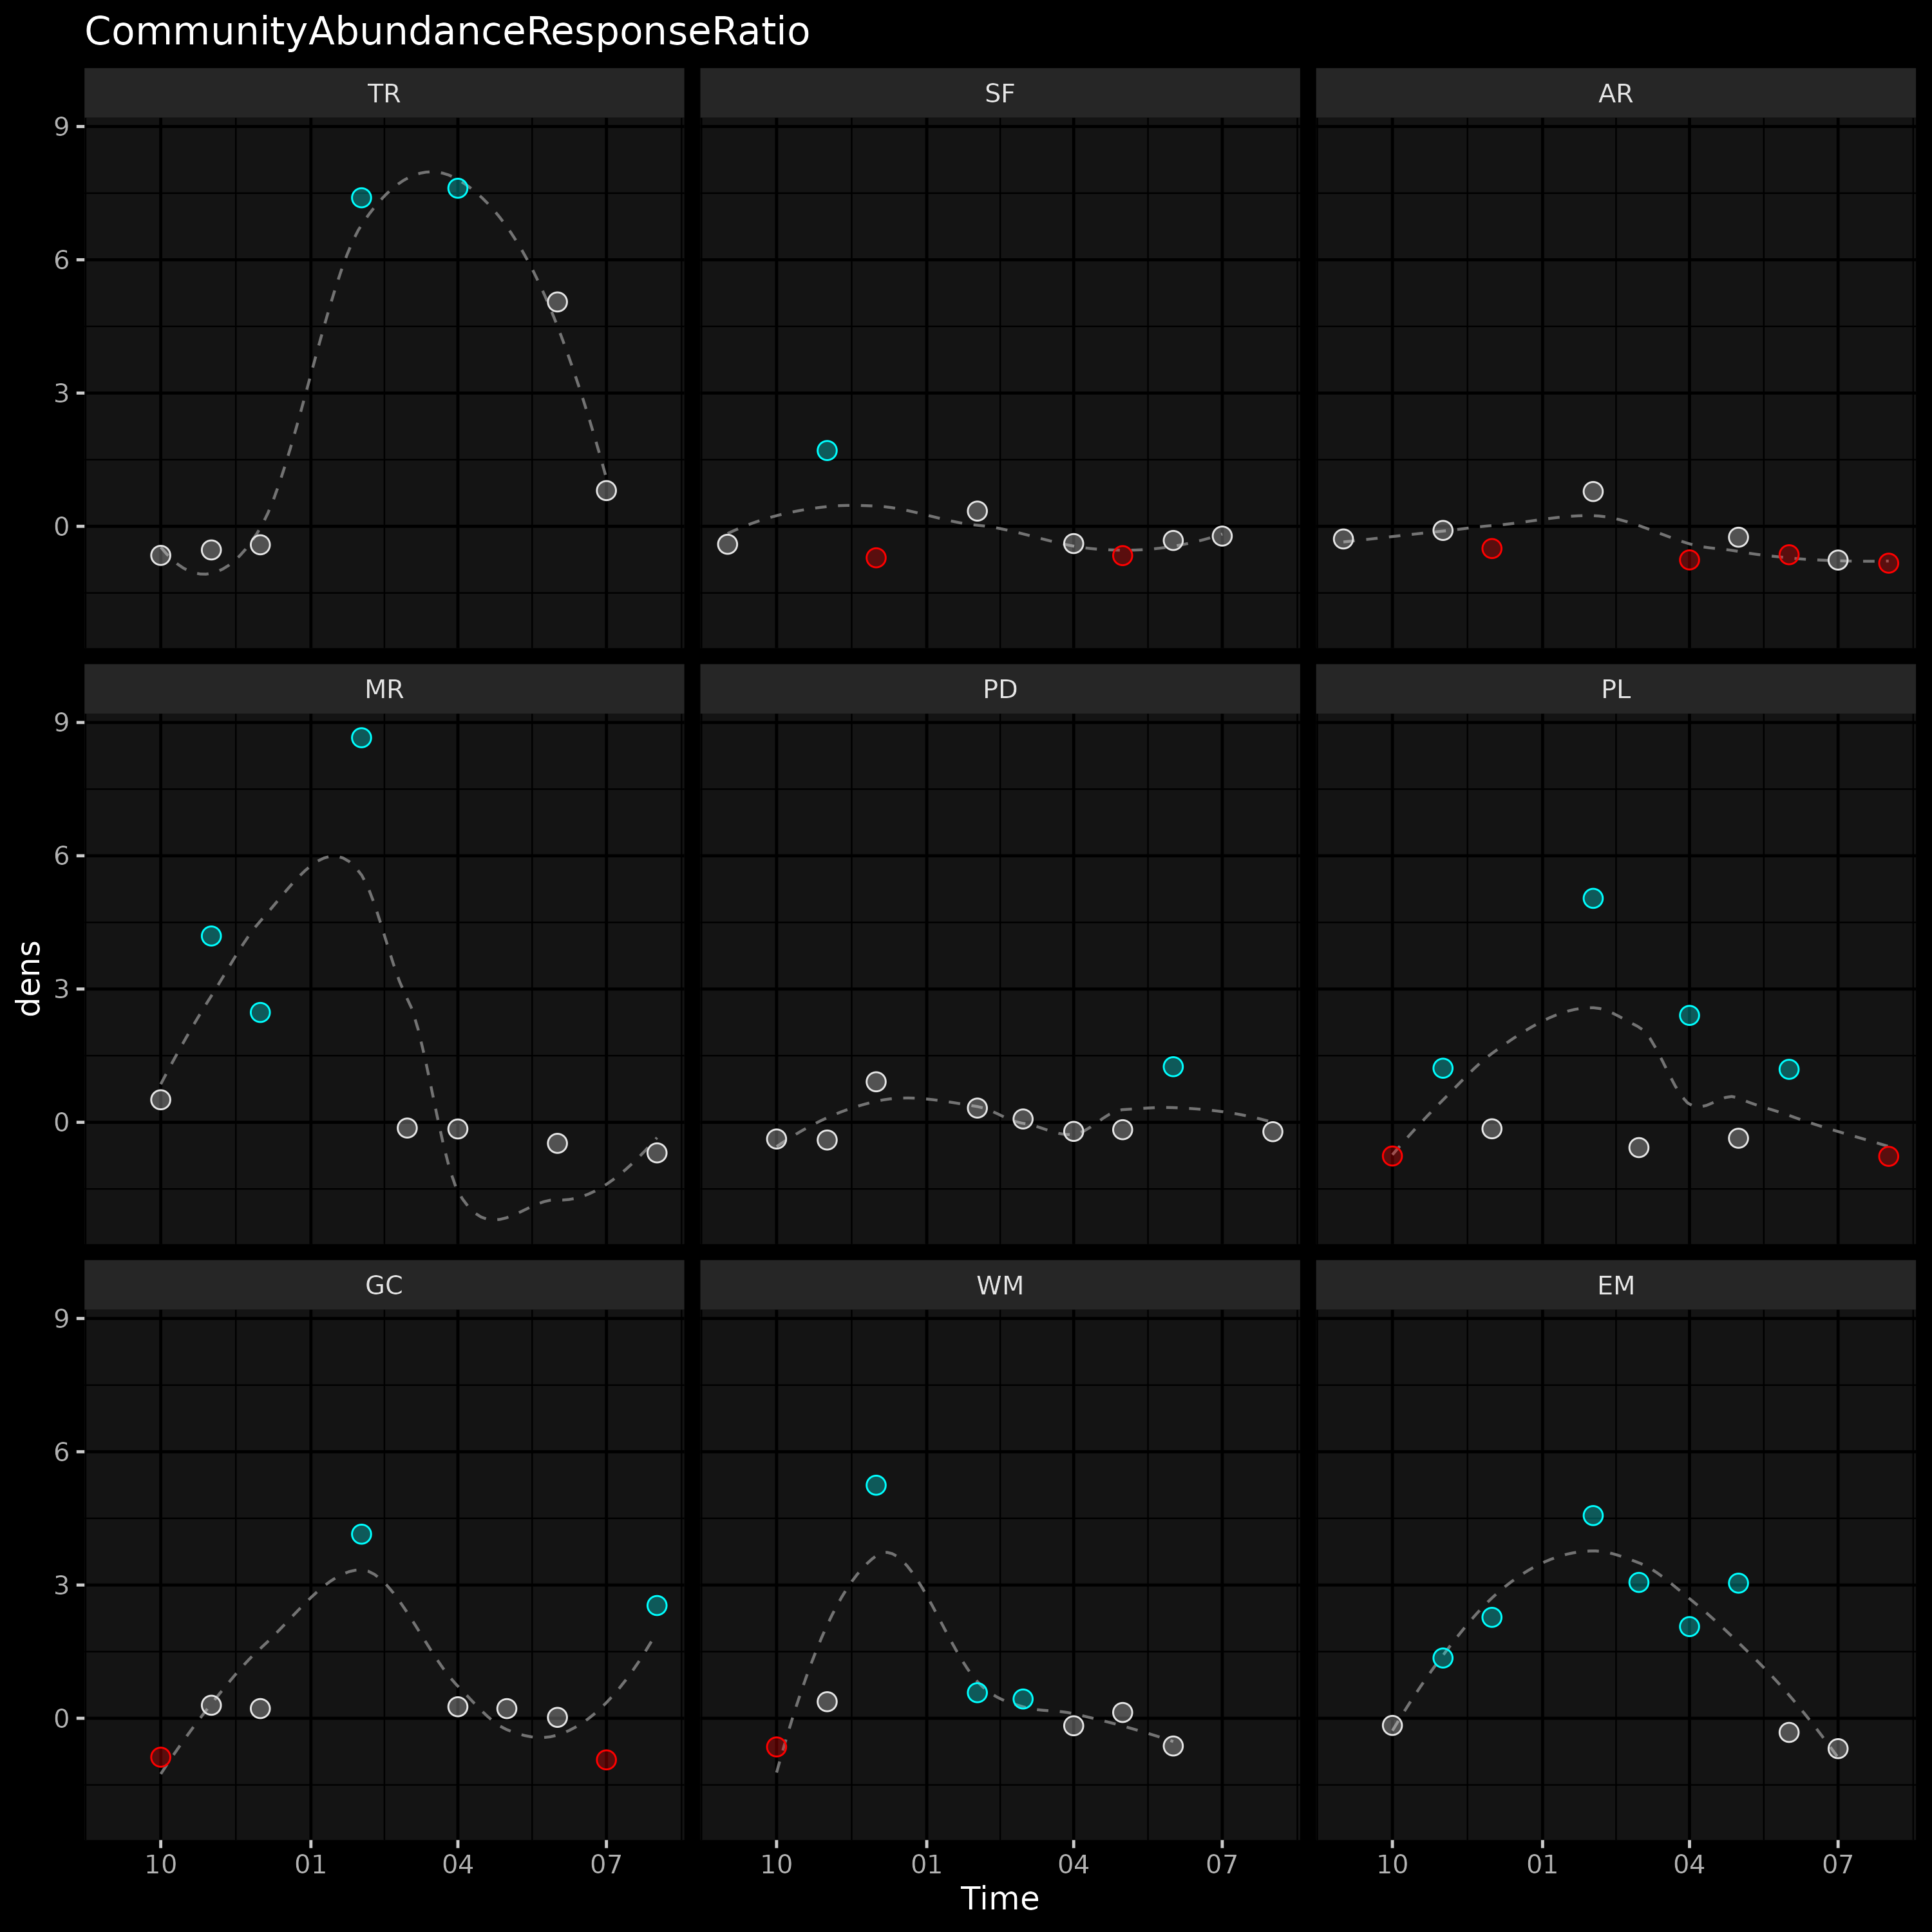 CommunityAbundanceResponseRatio
TR
SF
AR
9
6
3
0
MR
PD
PL
9
6
3
0
dens
GC
WM
EM
9
6
3
0
10 01 04 07
10 01 04 07
10 01 04 07
Time